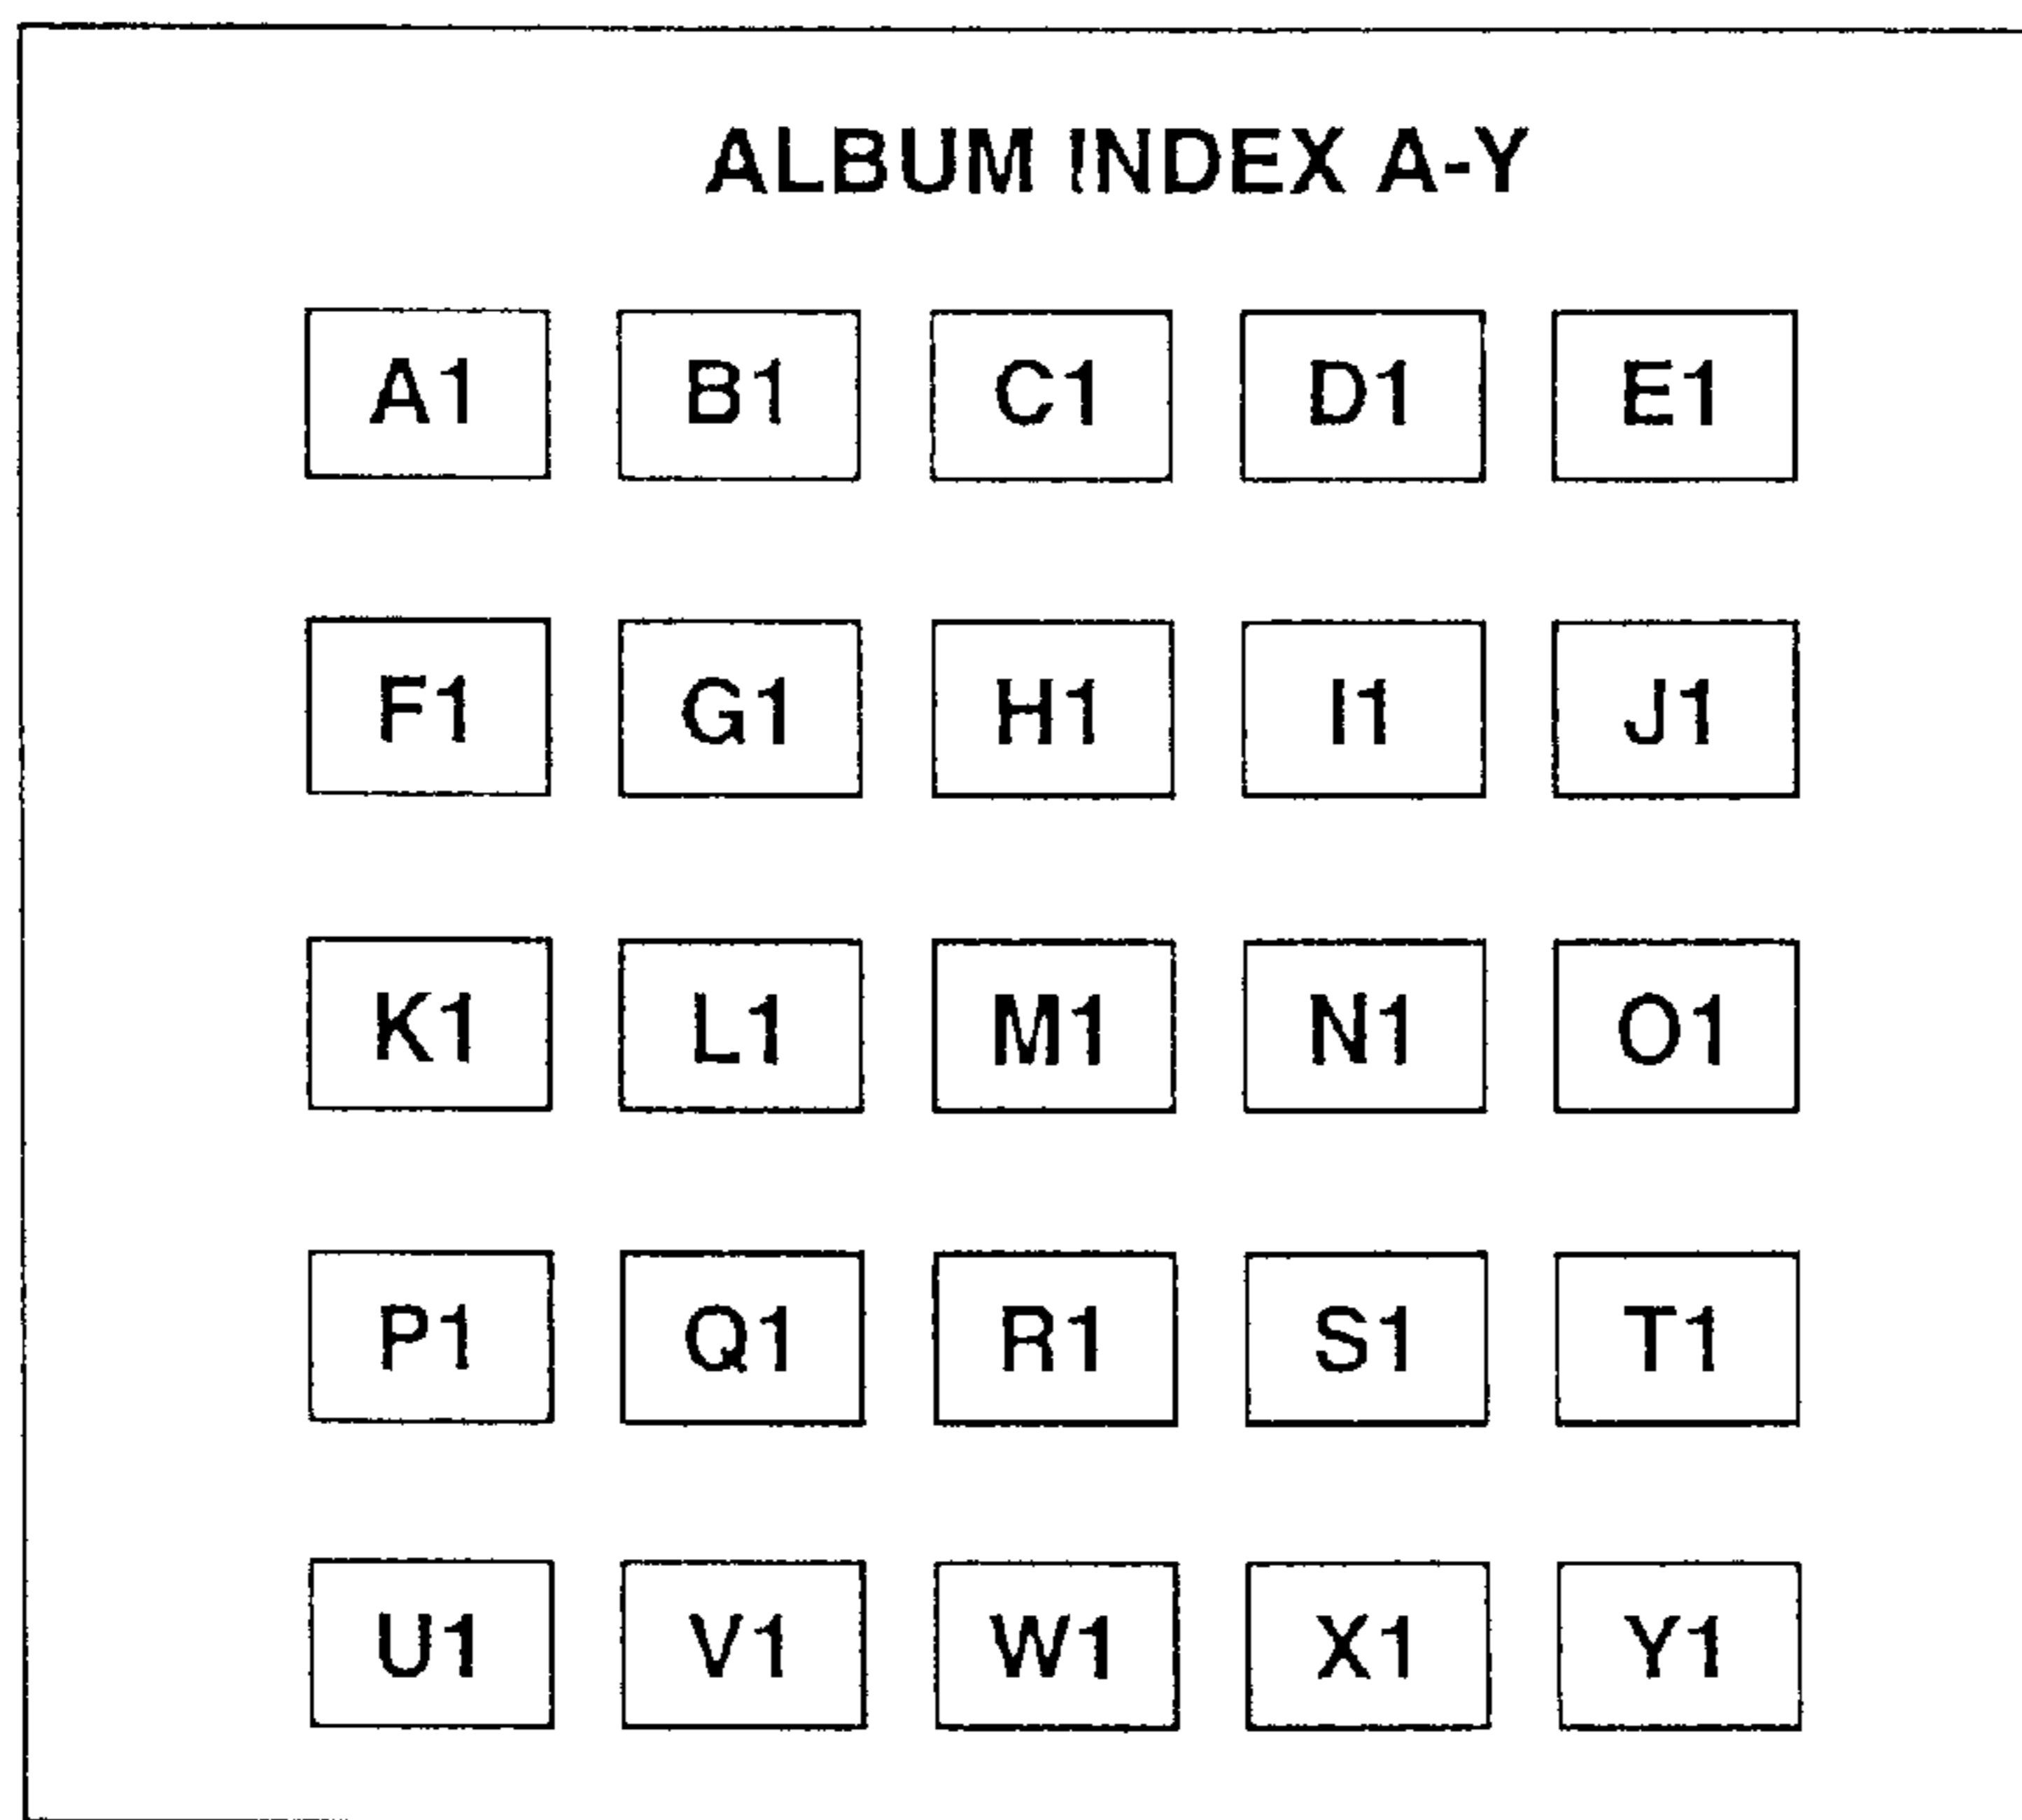 ALBUM INDEX A-Y
A1 B1 C1 D1 E1
F1 G1 H1 I1 J1
K1 L1 M1 N1 O1
P1 Q1 R1 S1 T1
U1 V1 W1 X1 Y1